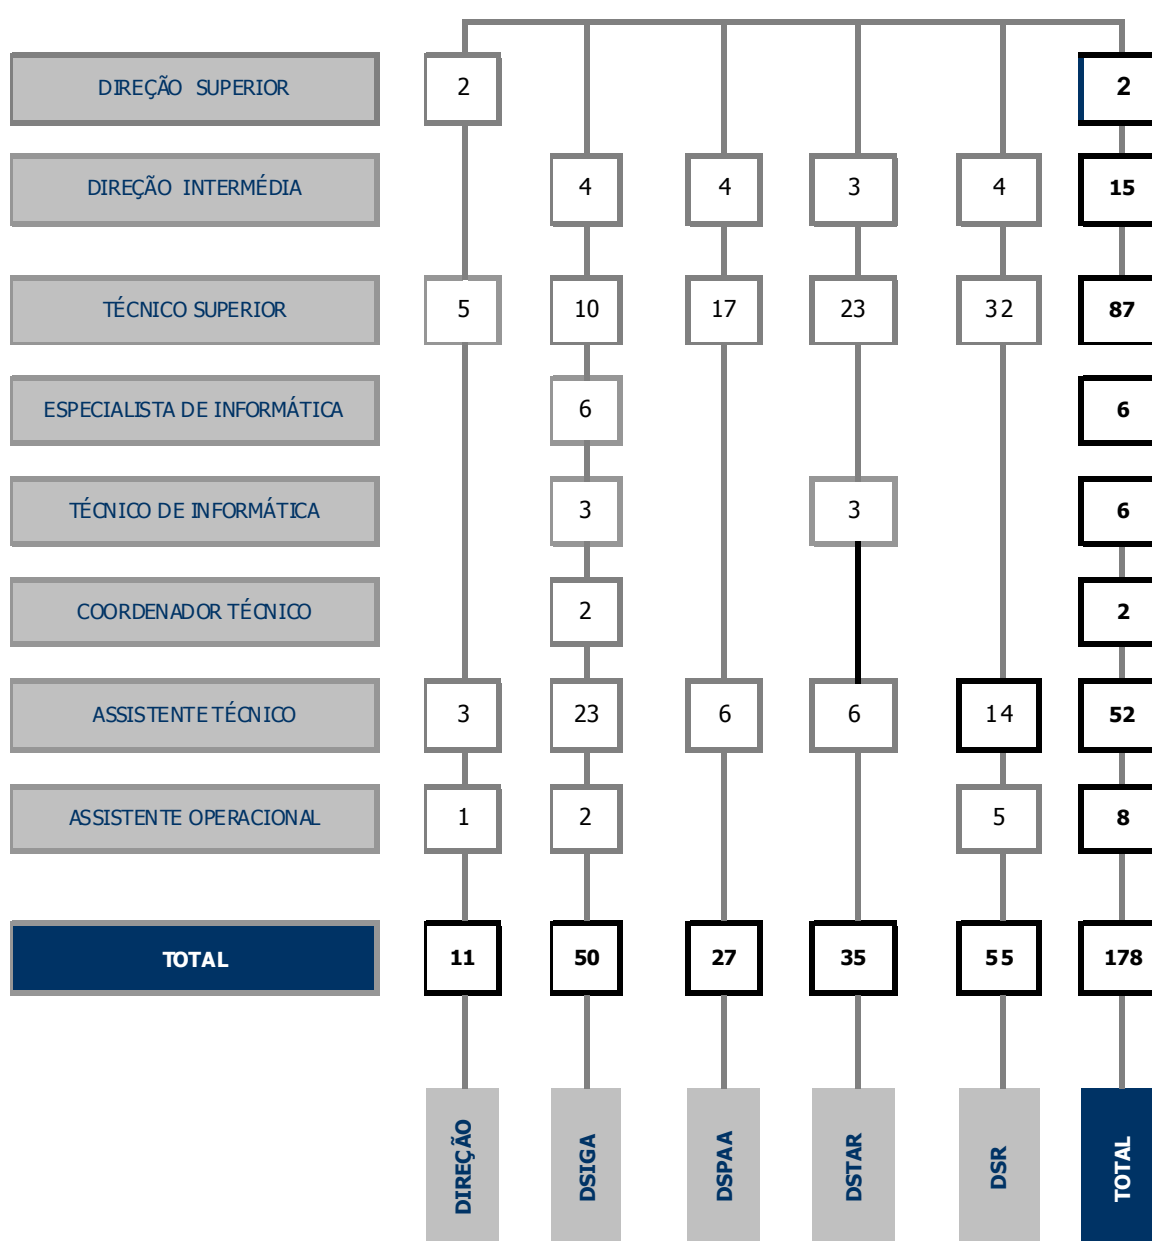 DIREÇÃO SUPERIOR 2 2
DIREÇÃO INTERMÉDIA 4 4 3 4 15
TÉCNICO SUPERIOR 5 10 17 23 32 87
ESPECIALISTA DE INFORMÁTICA 6 6
TÉCNICO DE INFORMÁTICA 3 3 6
COORDENADOR TÉCNICO 2 2
ASSISTENTE TÉCNICO 3 23 6 6 14 52
ASSISTENTE OPERACIONAL 1 2 5 8
TOTAL 11 50 27 35 55 178
DIREÇÃO DSIGA DSPAA DSTAR DSR TOTAL